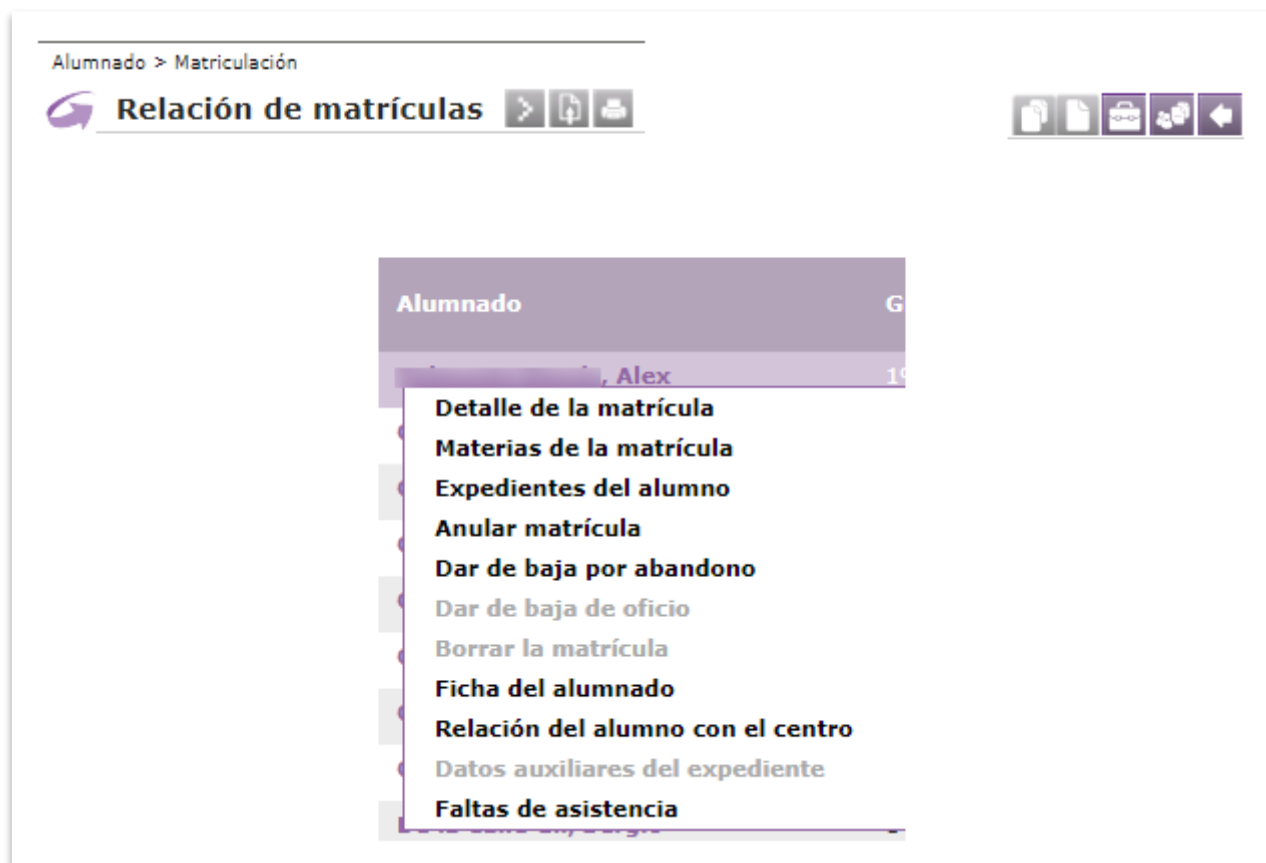 Alumnado > Matriculación
Relación de matrículas
Alumnado G
, Alex 1º
Detalle de la matrícula
Materias de la matrícula
Expedientes del alumno
Anular matrícula
Dar de baja por abandono
Dar de baja de oficio
Borrar la matrícula
Ficha del alumnado
Relación del alumno con el centro
Datos auxiliares del expediente
Faltas de asistencia